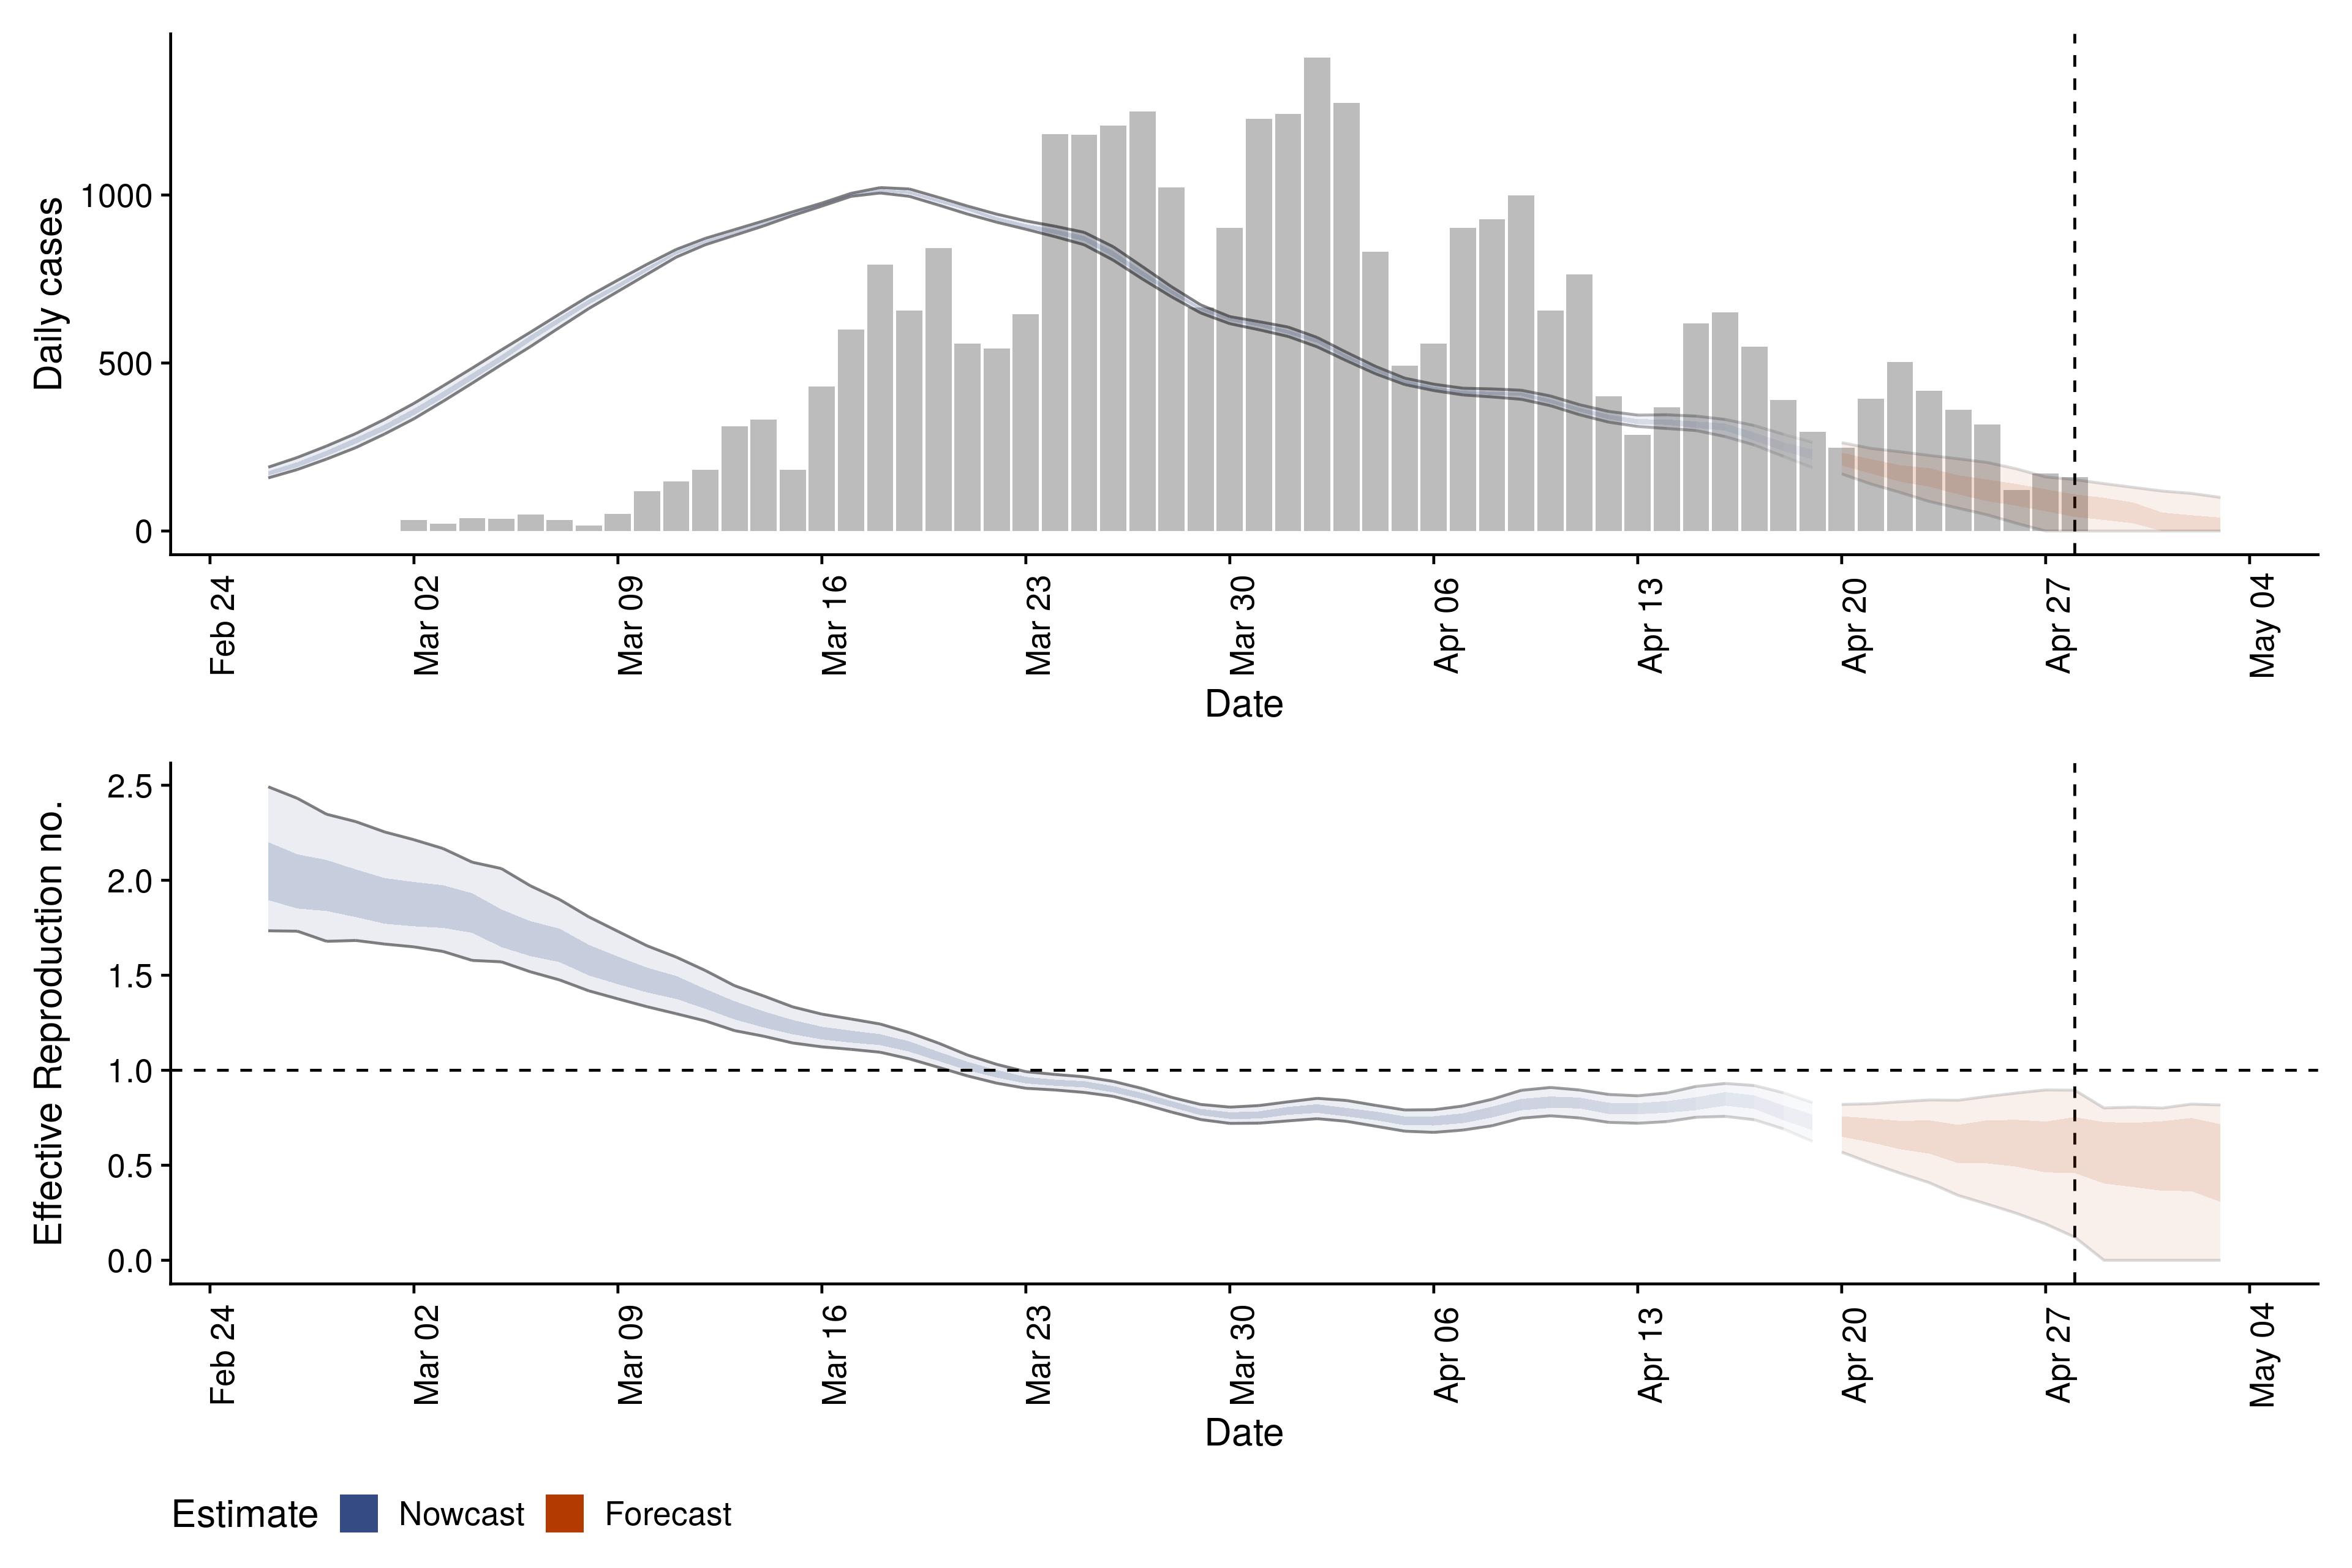 Daily cases
1000
500
0
Feb 24
Mar 02
Mar 09
Mar 16
Mar 23
Mar 30
Apr 06
Apr 13
Apr 20
Apr 27
May 04
Date
Effective Reproduction no.
2.5
2.0
1.5
1.0
0.5
0.0
Feb 24
Mar 02
Mar 09
Mar 16
Mar 23
Mar 30
Apr 06
Apr 13
Apr 20
Apr 27
May 04
Date
Estimate Nowcast Forecast